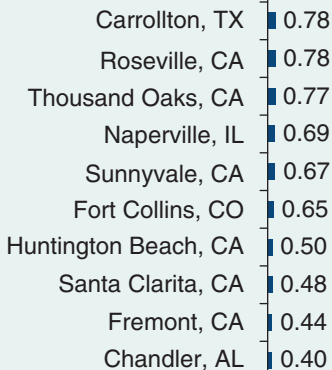 Carrollton, TX 0.78
Roseville, CA 0.78
Thousand Oaks, CA 0.77
Naperville, IL 0.69
Sunnyvale, CA 0.67
Fort Collins, CO 0.65
Huntington Beach, CA 0.50
Santa Clarita, CA 0.48
Fremont, CA 0.44
Chandler, AL 0.40